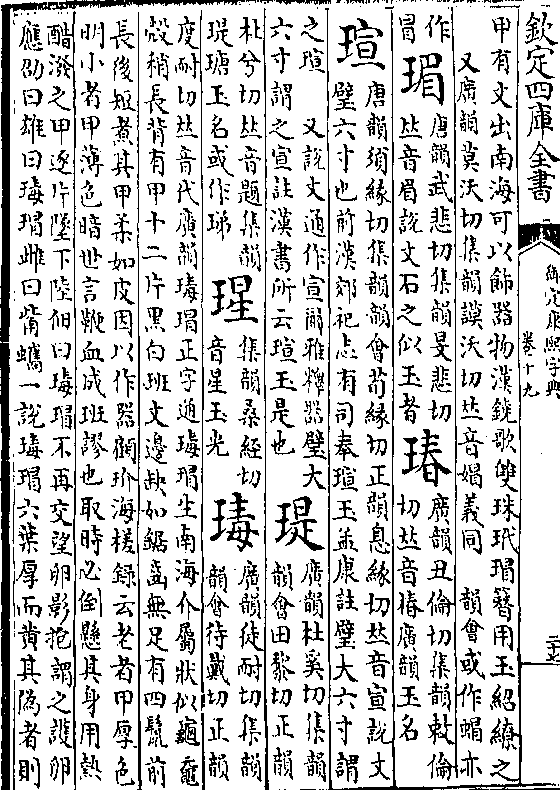 欽定四庫全書
御定康熙字典
卷十九
甲有文出南海可以飾器物漢鐃歌雙珠玳瑁簪用玉紹繚之
又廣韻莫沃切集韻謨沃切𠀤音媢義同　韻會或作蝐亦
作冒
瑂　唐韻武悲切集韻旻悲切𠀤音眉說文石之似玉者
瑃　廣韻丑倫切集韻敕倫切𠀤音椿廣韻玉名
瑄　唐韻須緣切集韻韻會荀緣切正韻息緣切𠀤音宣說文璧六寸也前漢郊祀志有司奉瑄玉孟康註璧大六寸謂
之瑄　又說文通作宣爾雅釋器璧大六寸謂之宣註漢書所云瑄玉是也
瑅　廣韻杜奚切集韻韻會田黎切正韻
杜兮切𠀤音題集韻瑅瑭玉名或作珶
瑆　集韻桑經切音星玉光
瑇　廣韻徒耐切集韻韻會待戴切正韻
度耐切𠀤音代廣韻瑇瑁正字通瑇瑁生南海介屬狀似龜黿
殼稍長背有甲十二片黑白班文邊缺如鋸齒無足有四鬣前
長後短煮其甲柔如皮因以作器顧玠海槎錄云老者甲厚色
明小者甲薄色暗世言鞭血成班謬也取時必倒懸其身用熱
醋潑之甲逐片墜下陸佃曰瑇瑁不再交望卵影抱謂之護卵
應劭曰雄曰瑇瑁雌曰觜蠵一說瑇瑁六葉厚而黄其偽者則